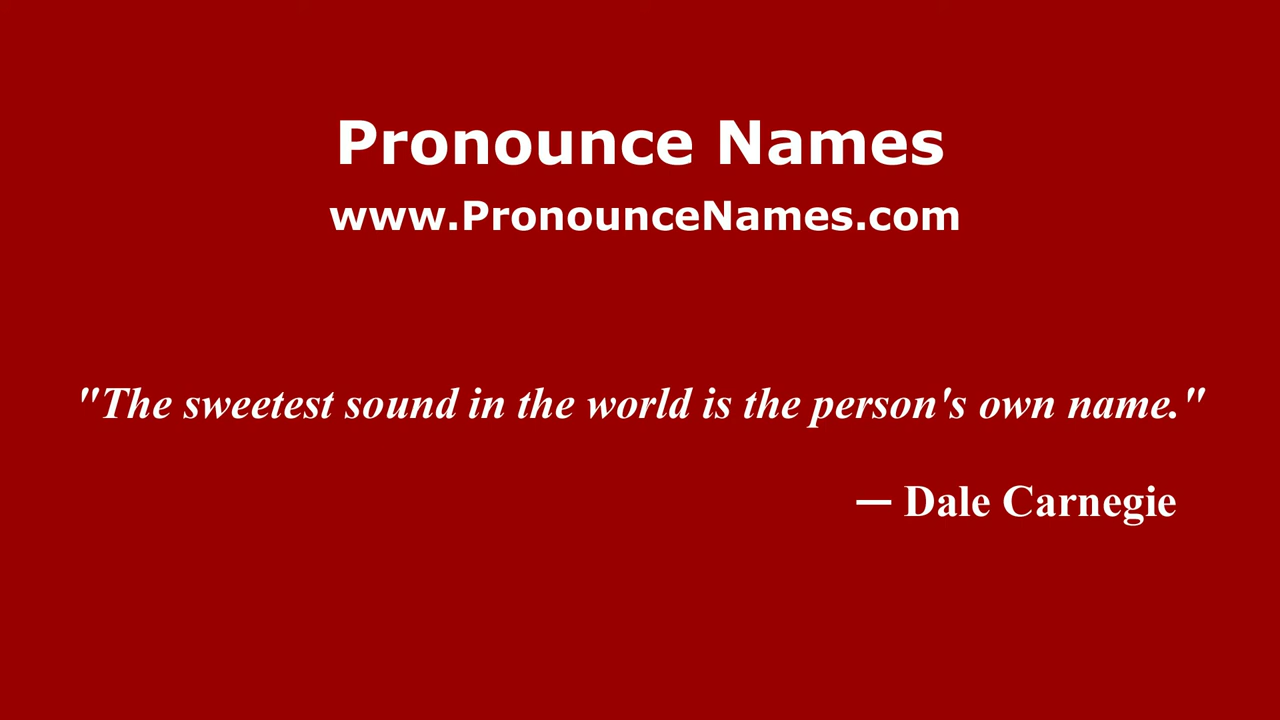 Pronounce Names
www.PronounceNames.com
"The sweetest sound in the world is the person's own name."
— Dale Carnegie